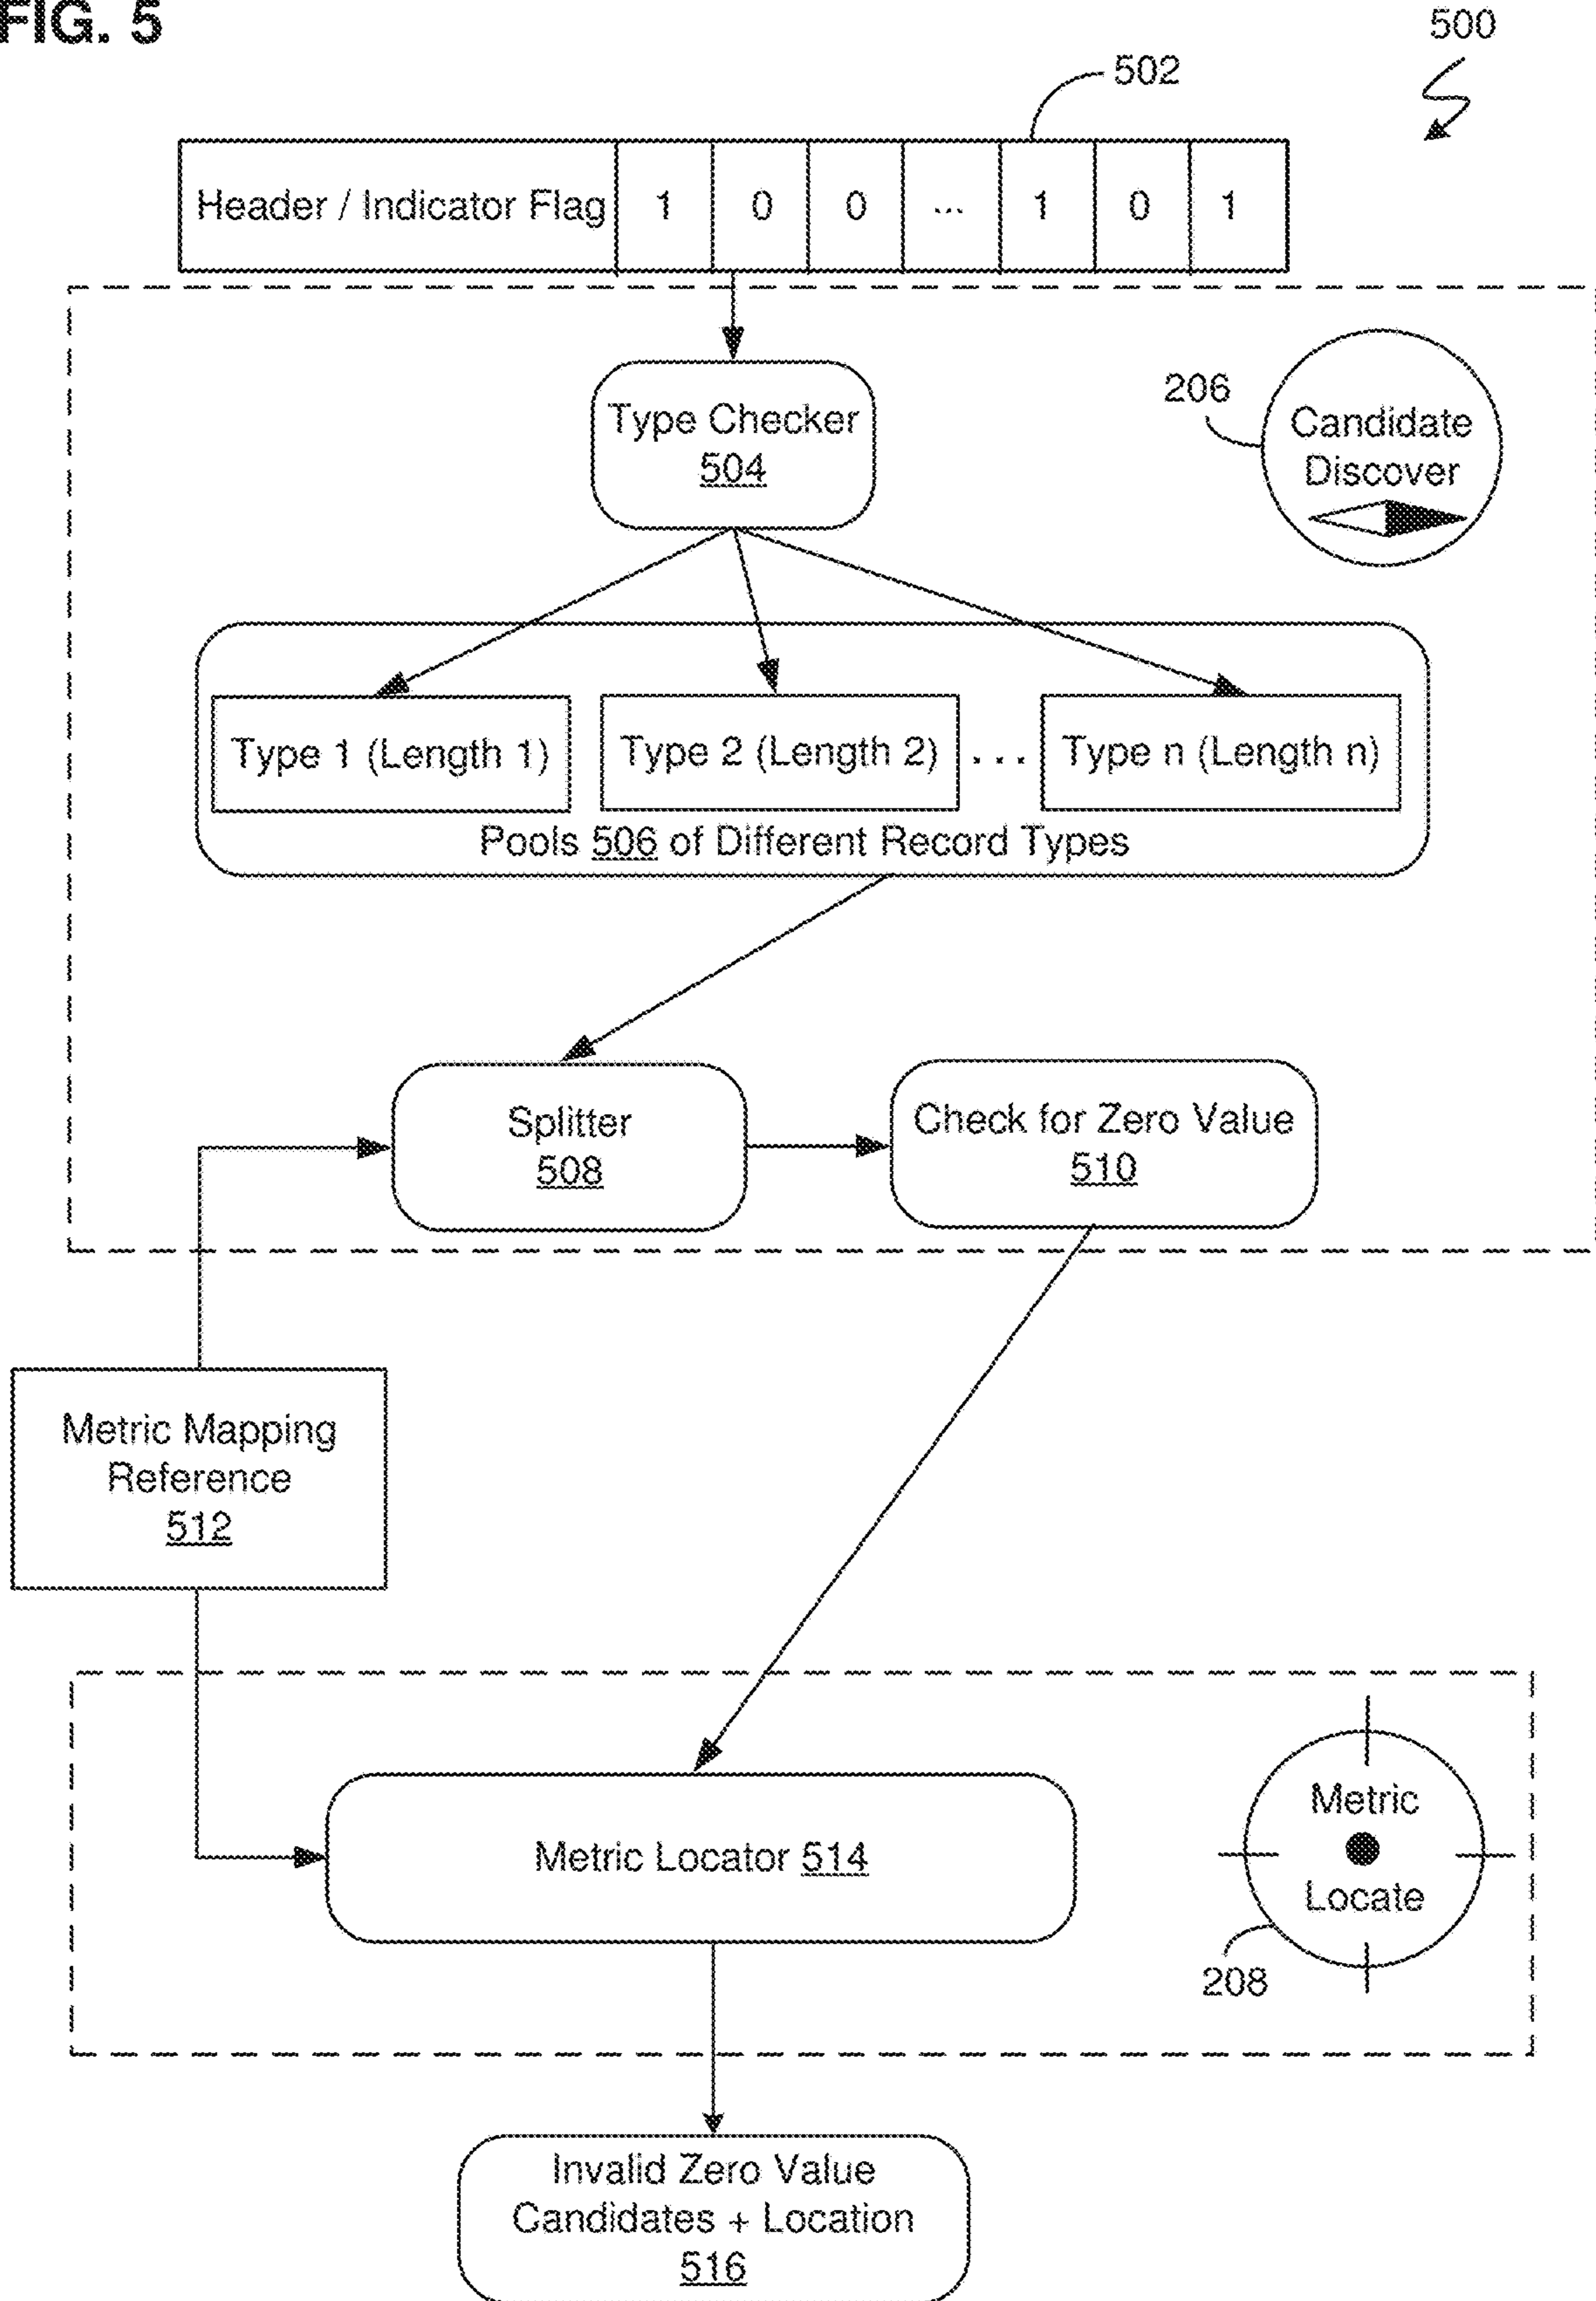 FIG. 5
500
502
Header / Indicator Flag 1 0 0 ... 1 0 1
Type Checker
504
206
Candidate
Discover
Type 1 (Length 1) Type 2 (Length 2) ... Type n (Length n)
Pools 506 of Different Record Types
Splitter
508
Check for Zero Value
510
Metric Mapping
Reference
512
Metric Locator 514
Metric
Locate
208
Invalid Zero Value
Candidates + Location
516